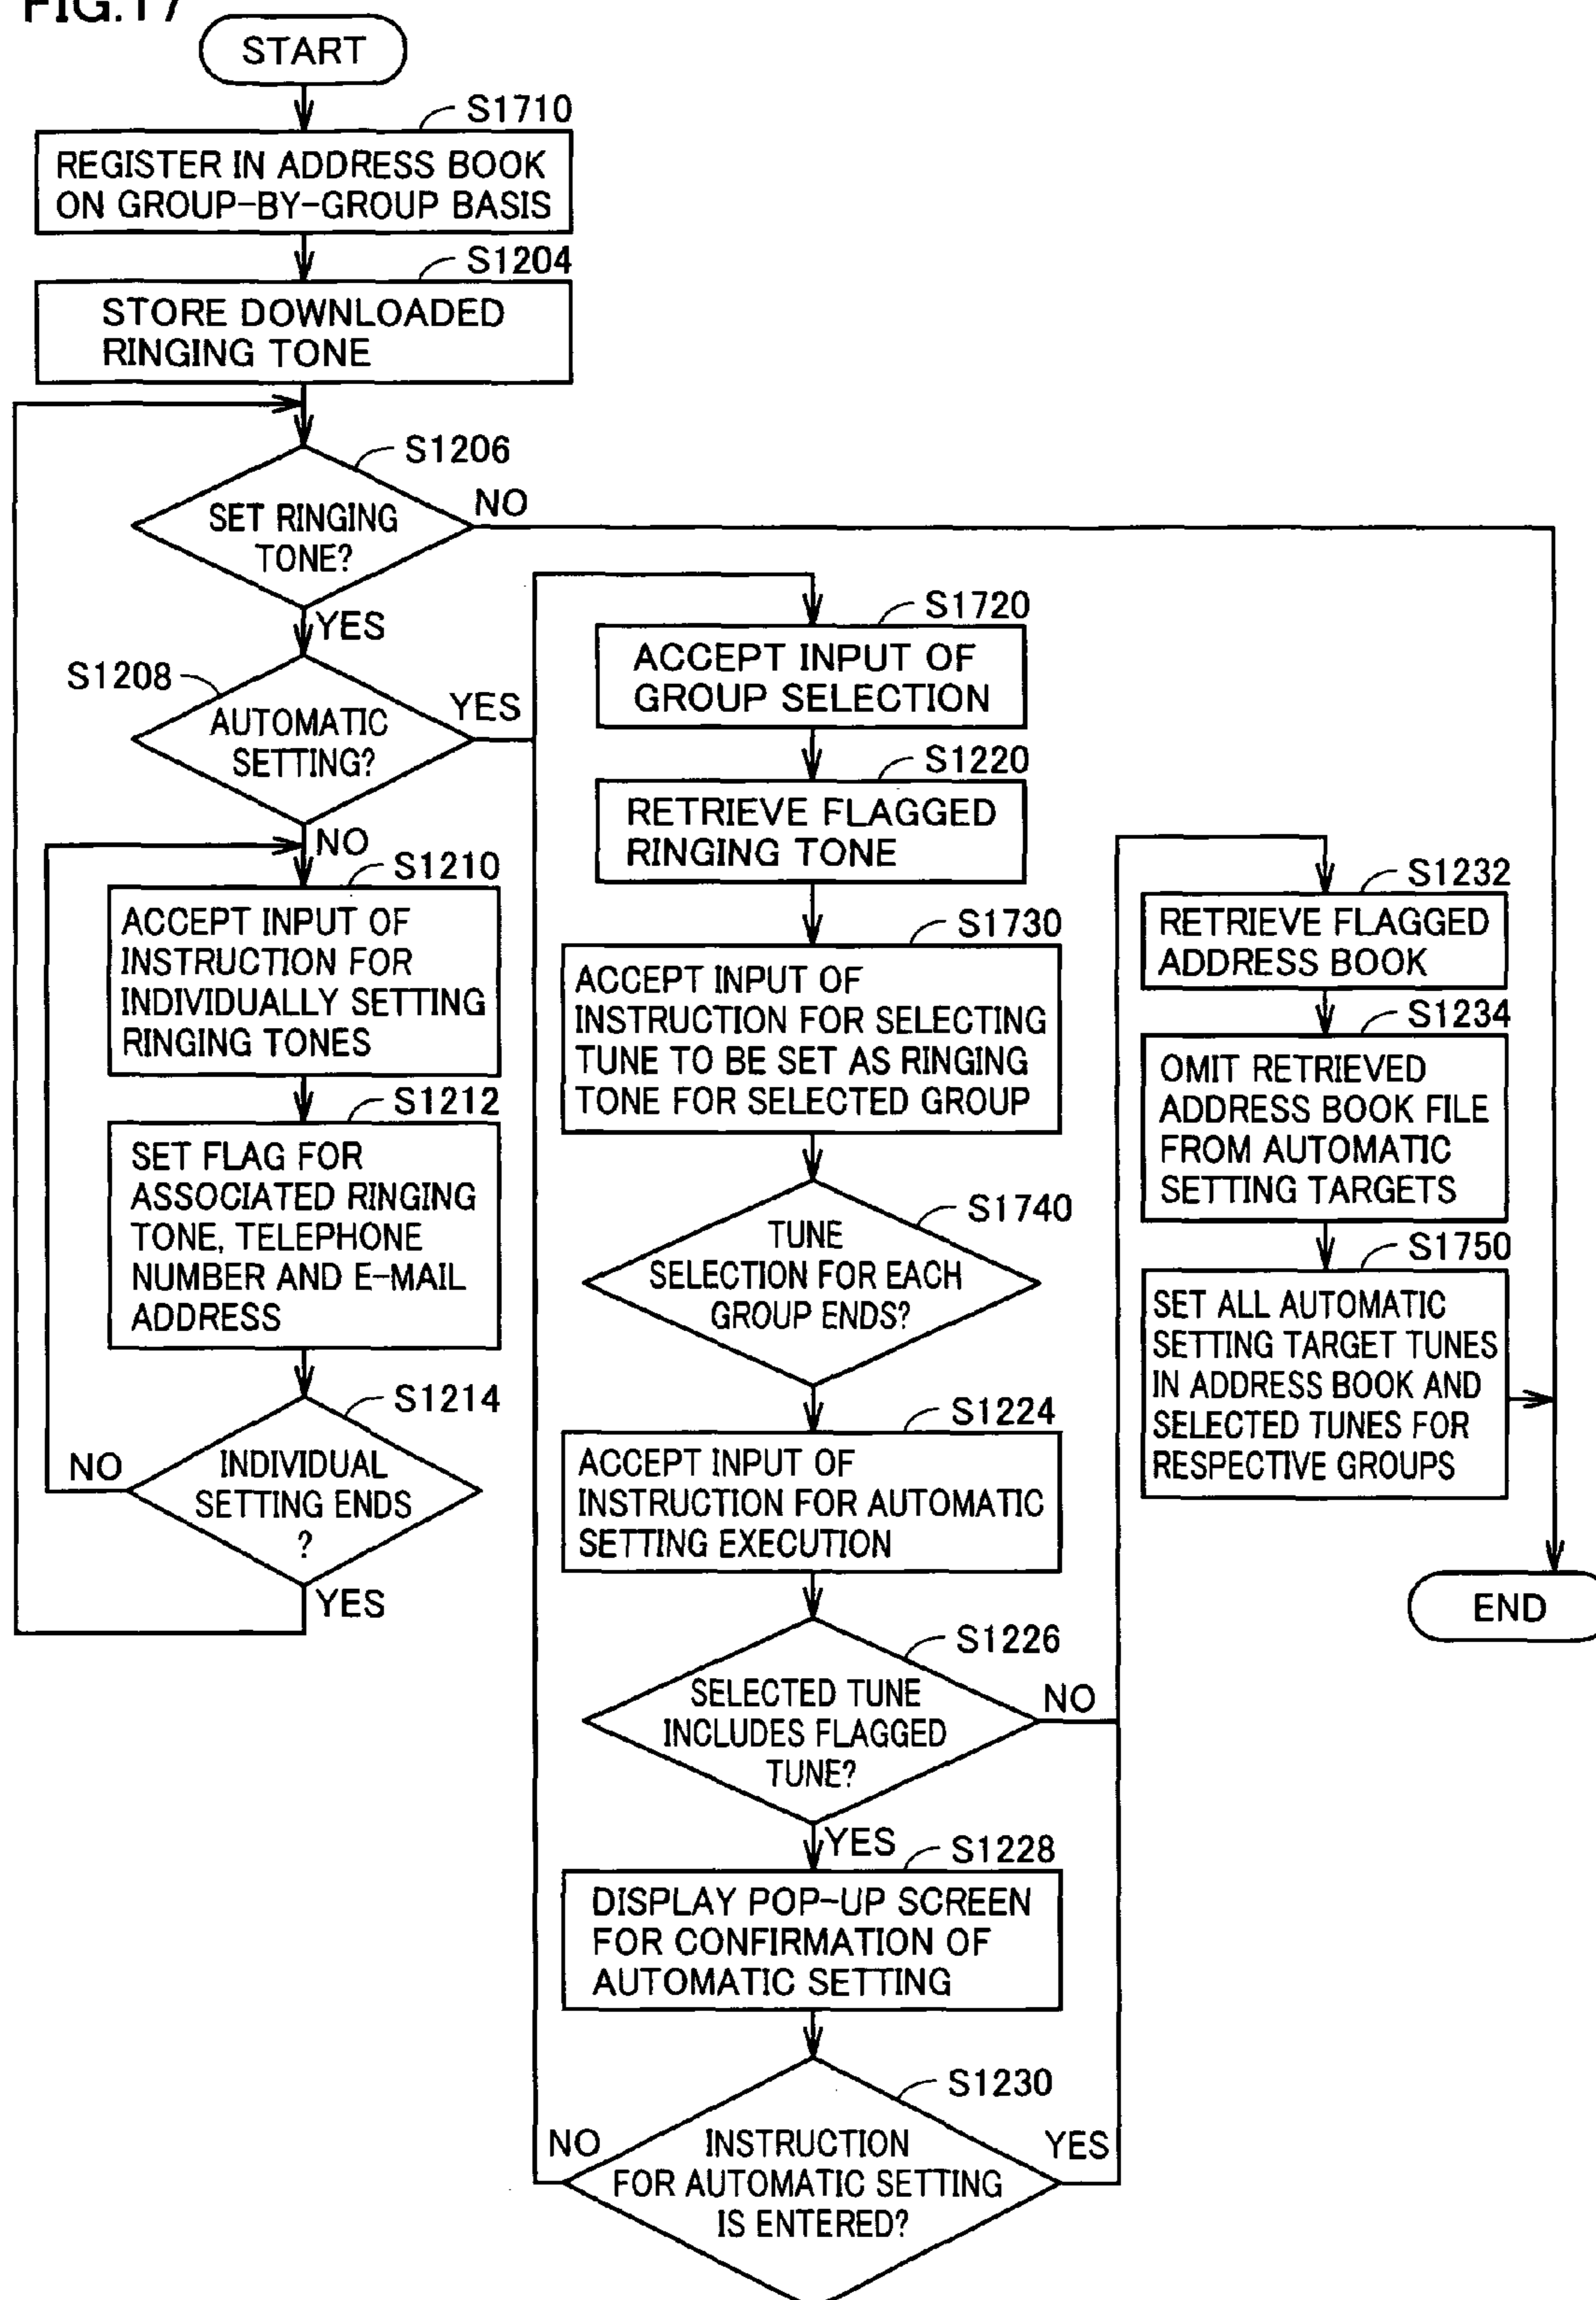 FIG.17
START
S1710
REGISTER IN ADDRESS BOOK
ON GROUP-BY-GROUP BASIS
S1204
STORE DOWNLOADED
RINGING TONE
S1206
SET RINGING
TONE?
NO
YES
S1208
AUTOMATIC
SETTING?
YES
NO
S1210
ACCEPT INPUT OF
INSTRUCTION FOR
INDIVIDUALLY SETTING
RINGING TONES
S1212
SET FLAG FOR
ASSOCIATED RINGING
TONE, TELEPHONE
NUMBER AND E-MAIL
ADDRESS
S1214
INDIVIDUAL
SETTING ENDS
?
NO
YES
S1720
ACCEPT INPUT OF
GROUP SELECTION
S1220
RETRIEVE FLAGGED
RINGING TONE
S1730
ACCEPT INPUT OF
INSTRUCTION FOR SELECTING
TUNE TO BE SET AS RINGING
TONE FOR SELECTED GROUP
S1740
TUNE
SELECTION FOR EACH
GROUP ENDS?
S1224
ACCEPT INPUT OF
INSTRUCTION FOR AUTOMATIC
SETTING EXECUTION
S1226
SELECTED TUNE
INCLUDES FLAGGED
TUNE?
NO
YES
S1228
DISPLAY POP-UP SCREEN
FOR CONFIRMATION OF
AUTOMATIC SETTING
S1230
INSTRUCTION
FOR AUTOMATIC SETTING
IS ENTERED?
NO
YES
S1232
RETRIEVE FLAGGED
ADDRESS BOOK
S1234
OMIT RETRIEVED
ADDRESS BOOK FILE
FROM AUTOMATIC
SETTING TARGETS
S1750
SET ALL AUTOMATIC
SETTING TARGET TUNES
IN ADDRESS BOOK AND
SELECTED TUNES FOR
RESPECTIVE GROUPS
END